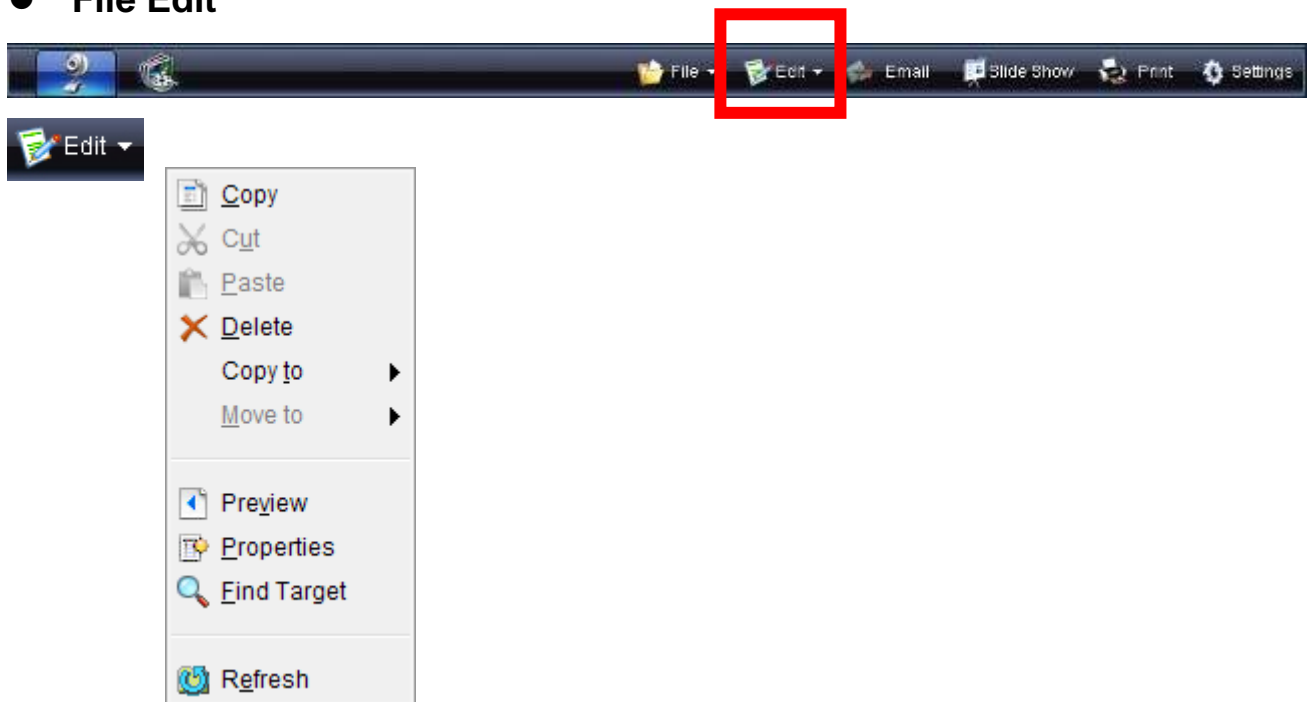 ● File Edit
File Edit Email Slide Show Print Settings
Edit
Copy
Cut
Paste
Delete
Copy to
Move to
Preview
Properties
Find Target
Refresh